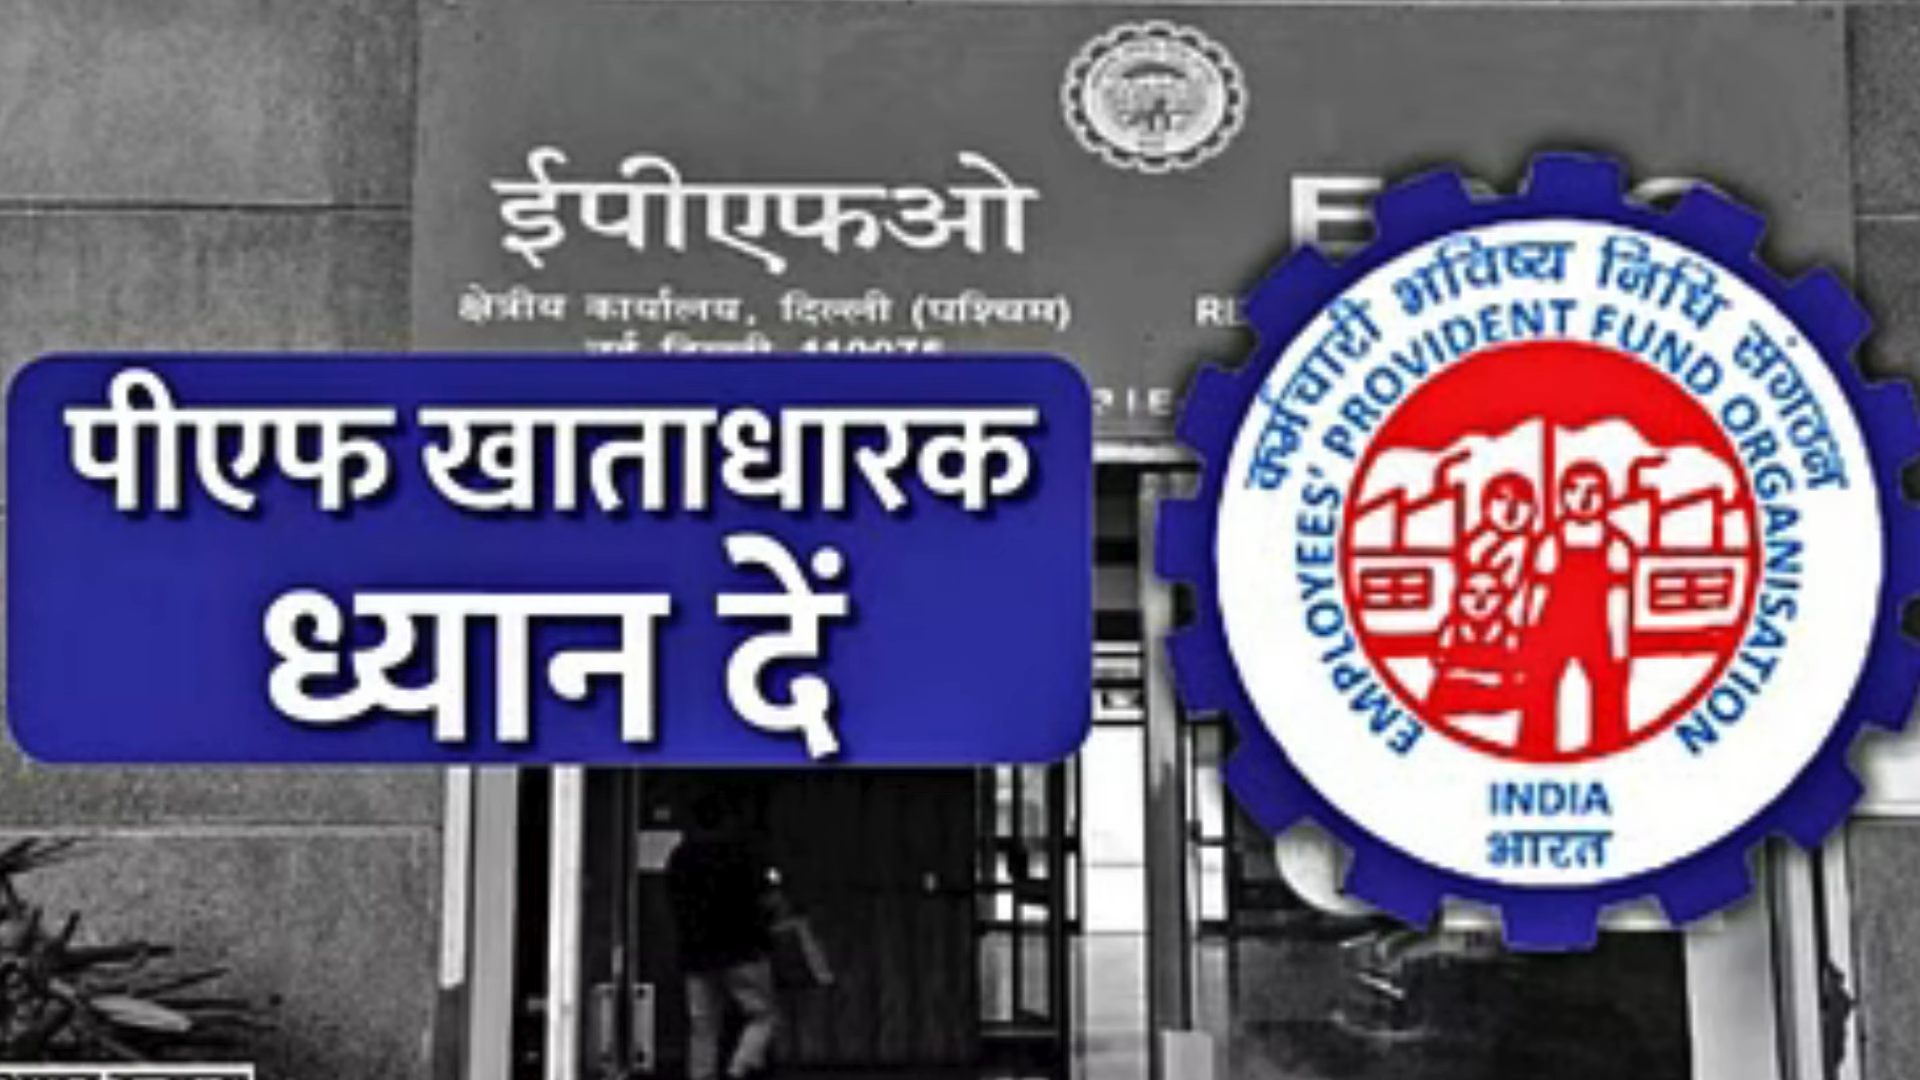 ईपीएफओ
क्षेत्रीय कार्यालय, दिल्ली (पश्चिम)
पीएफ खाताधारक
ध्यान दें
कर्मचारी भविष्य निधि संगठन
EMPLOYEES' PROVIDENT FUND ORGANISATION
INDIA
भारत